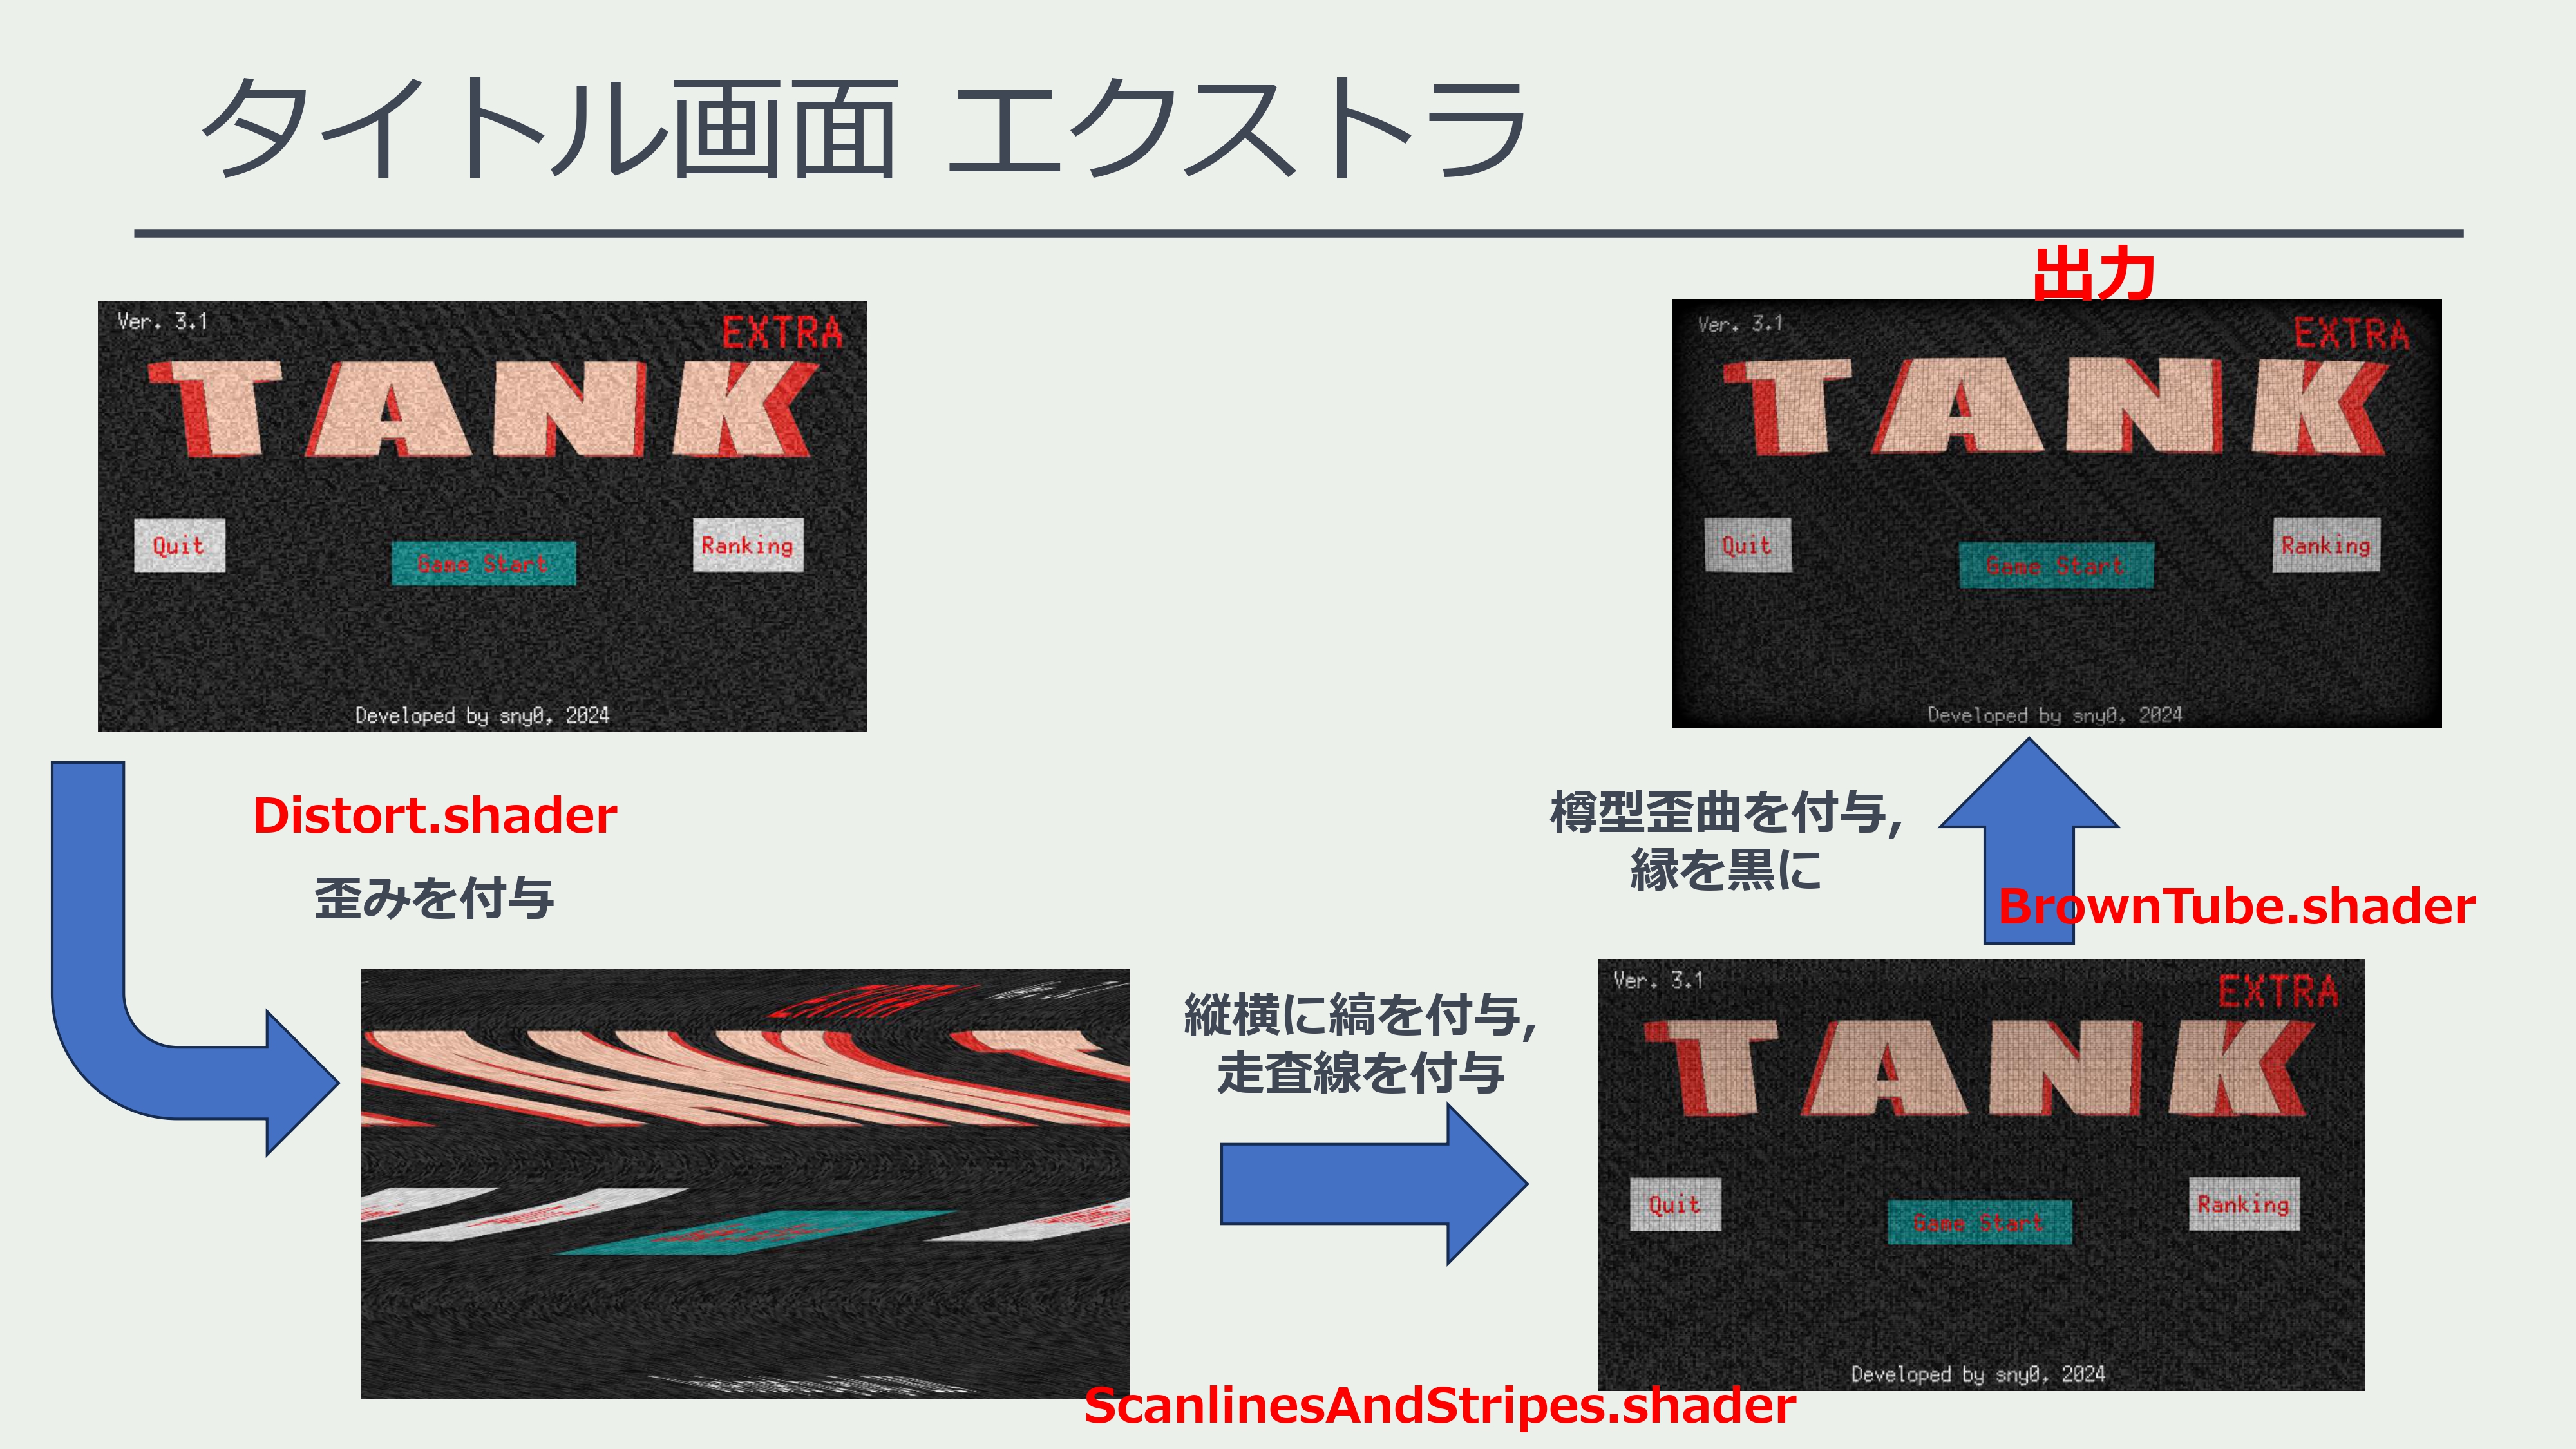 タイトル画面 エクストラ
Ver. 3.1
EXTRA
TANK
Quit
Game Start
Ranking
Developed by sny0, 2024
Distort.shader
歪みを付与
縦横に縞を付与,
走査線を付与
ScanlinesAndStripes.shader
Ver. 3.1
EXTRA
TANK
Quit
Game Start
Ranking
Developed by sny0, 2024
樽型歪曲を付与,
縁を黒に
BrownTube.shader
出力
Ver. 3.1
EXTRA
TANK
Quit
Game Start
Ranking
Developed by sny0, 2024